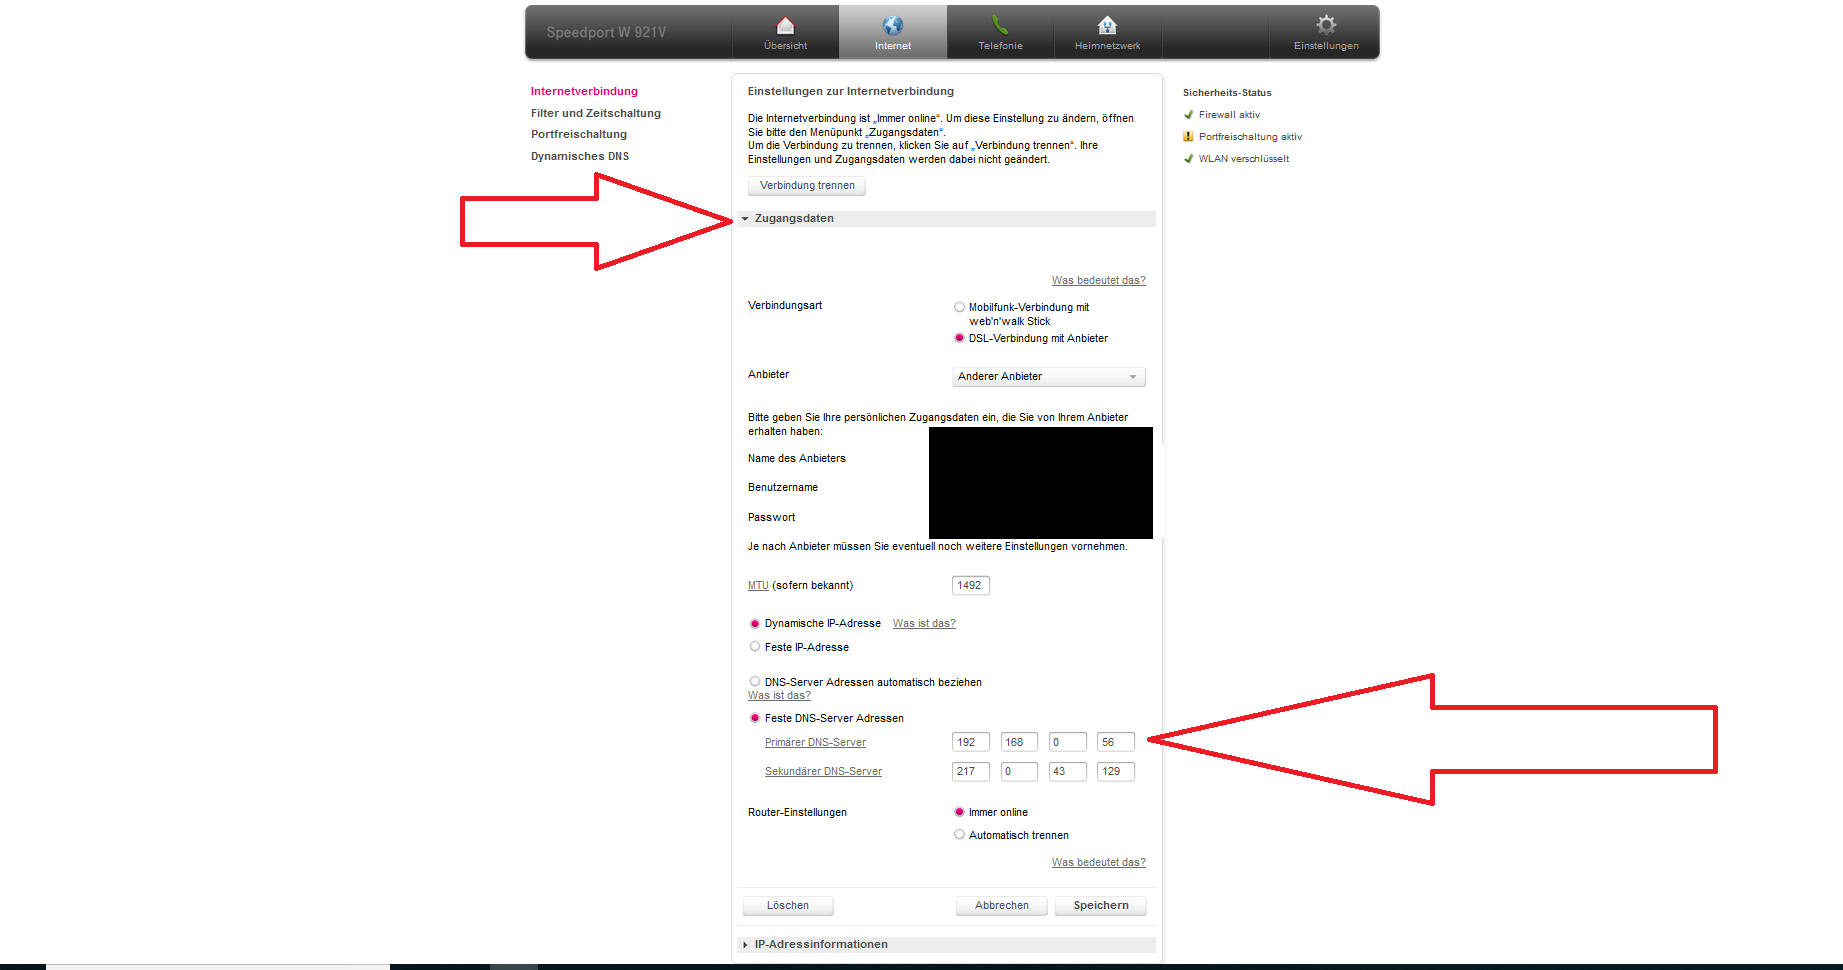 Speedport W 921V
Übersicht
Internet
Telefonie
Heimnetzwerk
Einstellungen
Internetverbindung
Filter und Zeitschaltung
Portfreischaltung
Dynamisches DNS
Einstellungen zur Internetverbindung
Die Internetverbindung ist „Immer online“. Um diese Einstellung zu ändern, öffnen
Sie bitte den Menüpunkt „Zugangsdaten“.
Um die Verbindung zu trennen, klicken Sie auf „Verbindung trennen“. Ihre
Einstellungen und Zugangsdaten werden dabei nicht geändert.
Verbindung trennen
Zugangsdaten
Was bedeutet das?
Verbindungsart
Mobilfunk-Verbindung mit
web'n'walk Stick
DSL-Verbindung mit Anbieter
Anbieter
Anderer Anbieter
Bitte geben Sie Ihre persönlichen Zugangsdaten ein, die Sie von Ihrem Anbieter
erhalten haben:
Name des Anbieters
Benutzername
Passwort
Je nach Anbieter müssen Sie eventuell noch weitere Einstellungen vornehmen.
MTU (sofern bekannt) 1492
Dynamische IP-Adresse Was ist das?
Feste IP-Adresse
DNS-Server Adressen automatisch beziehen
Was ist das?
Feste DNS-Server Adressen
Primärer DNS-Server 192 168 0 56
Sekundärer DNS-Server 217 0 43 129
Router-Einstellungen
Immer online
Automatisch trennen
Was bedeutet das?
Löschen
Abbrechen
Speichern
IP-Adressinformationen
Sicherheits-Status
Firewall aktiv
Portfreischaltung aktiv
WLAN verschlüsselt